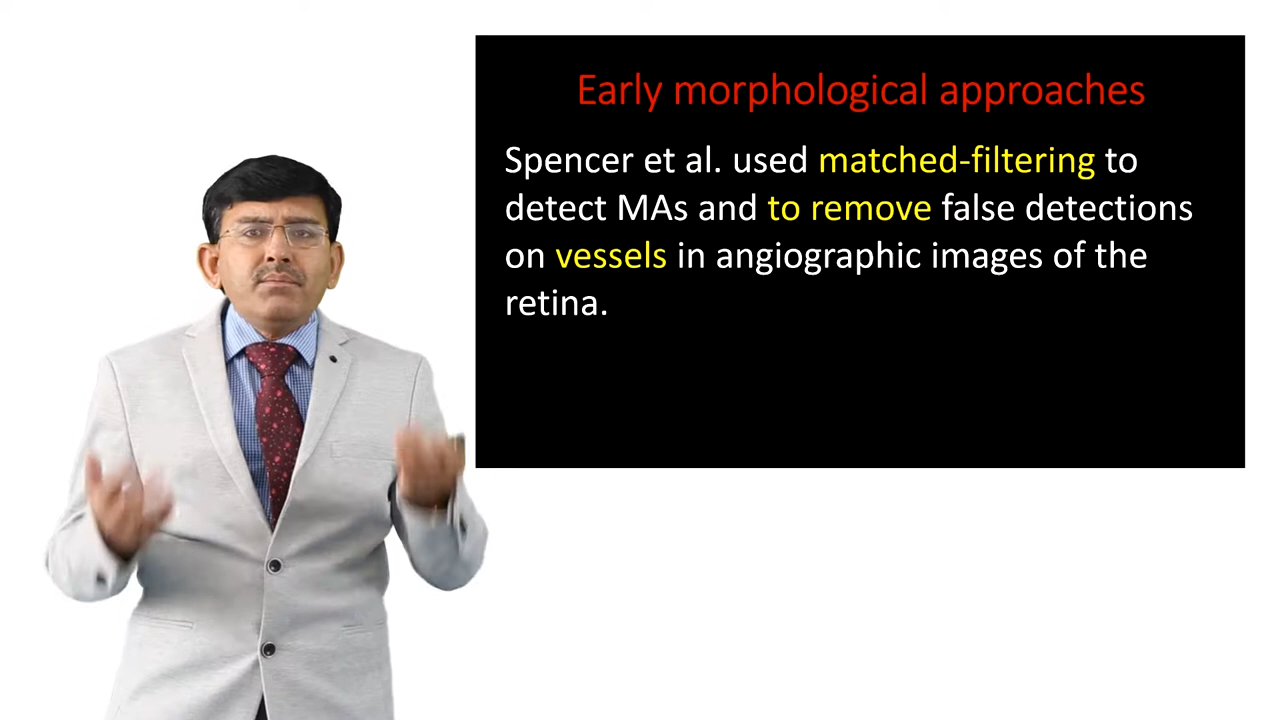 Early morphological approaches
Spencer et al. used matched-filtering to
detect MAs and to remove false detections
on vessels in angiographic images of the
retina.